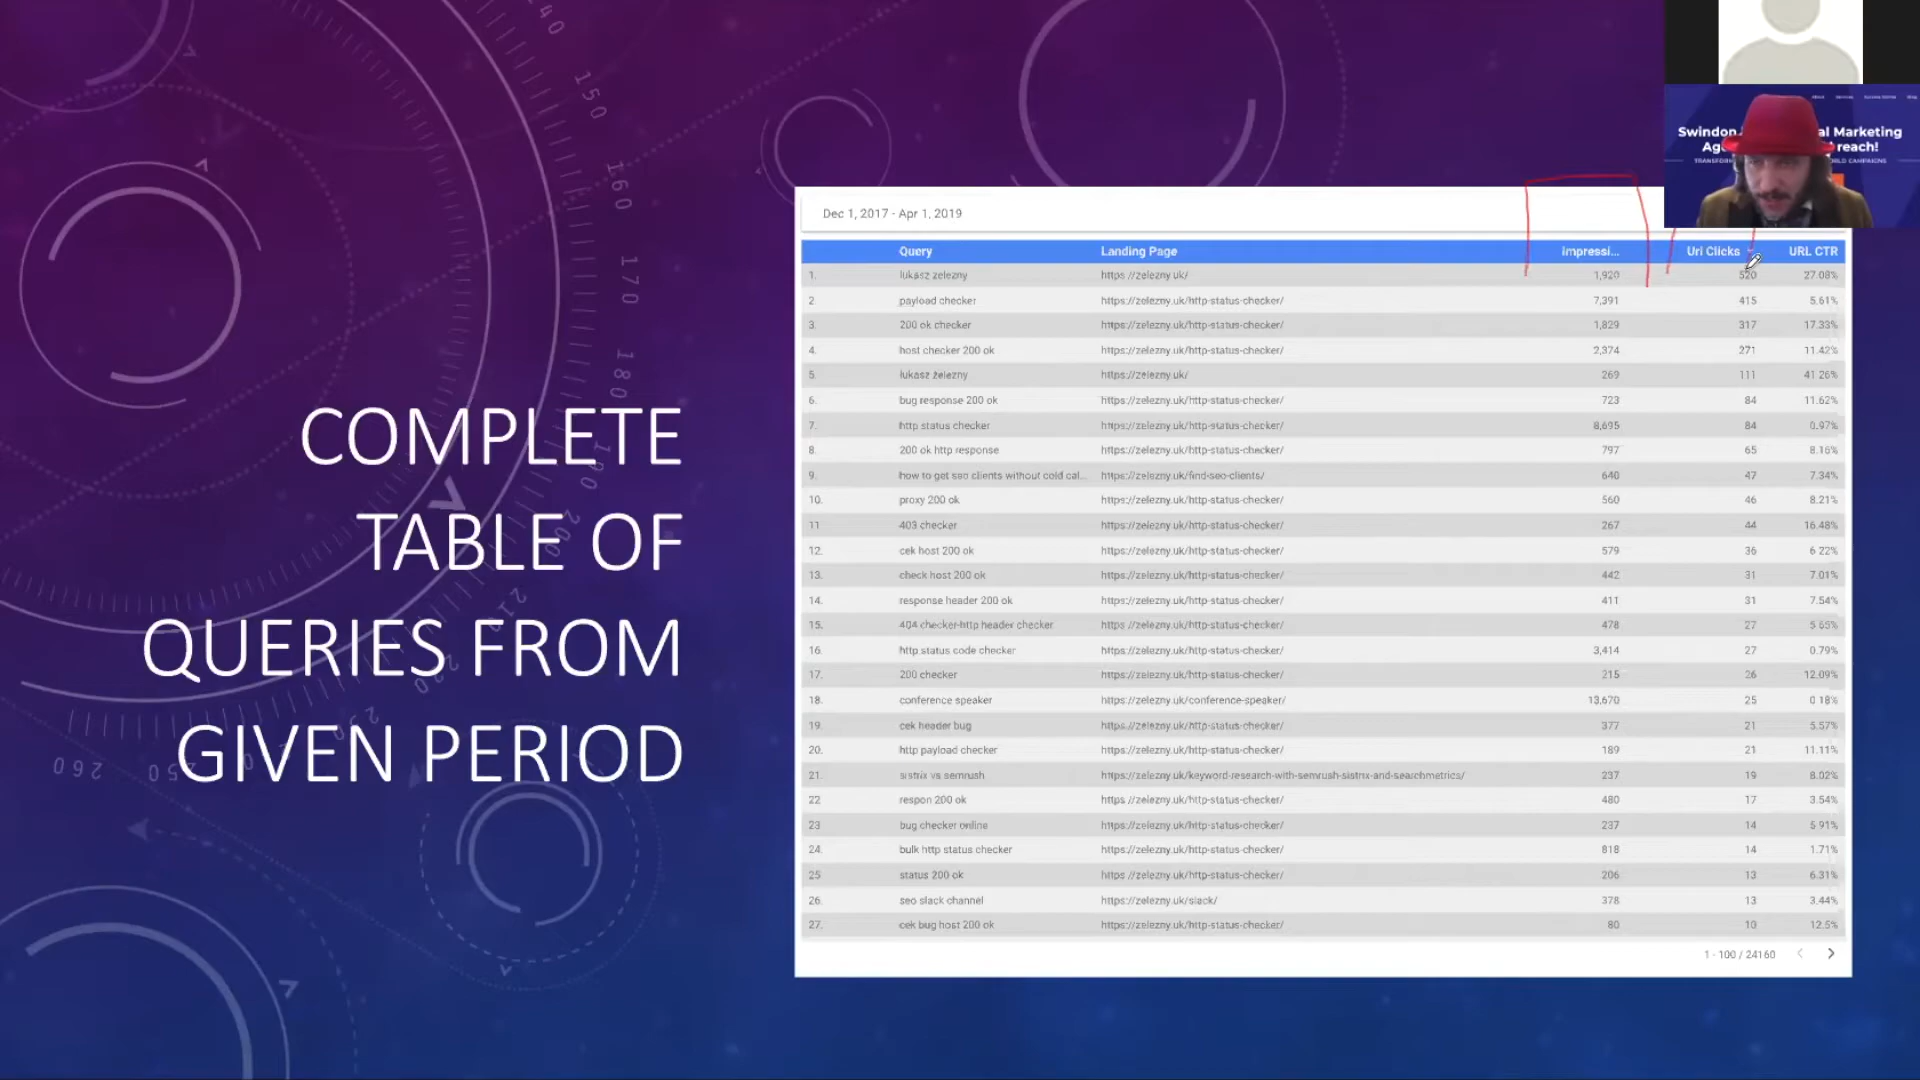 COMPLETE
TABLE OF
QUERIES FROM
GIVEN PERIOD
Dec 1, 2017 - Apr 1, 2019
Query Landing Page Impressi... Url Clicks URL CTR
1. lukasz zelezny https://zelezny.uk/ 1,920 520 27.08%
2. payload checker https://zelezny.uk/http-status-checker/ 7,391 415 5.61%
3. 200 ok checker https://zelezny.uk/http-status-checker/ 1,829 317 17.33%
4. host checker 200 ok https://zelezny.uk/http-status-checker/ 2,374 271 11.42%
5. łukasz żelezny https://zelezny.uk/ 269 111 41.26%
6. bug response 200 ok https://zelezny.uk/http-status-checker/ 723 84 11.62%
7. http status checker https://zelezny.uk/http-status-checker/ 8,695 84 0.97%
8. 200 ok http response https://zelezny.uk/http-status-checker/ 797 65 8.16%
9. how to get seo clients without cold cal... https://zelezny.uk/find-seo-clients/ 640 47 7.34%
10. proxy 200 ok https://zelezny.uk/http-status-checker/ 560 46 8.21%
11. 403 checker https://zelezny.uk/http-status-checker/ 267 44 16.48%
12. cek host 200 ok https://zelezny.uk/http-status-checker/ 579 36 6.22%
13. check host 200 ok https://zelezny.uk/http-status-checker/ 442 31 7.01%
14. response header 200 ok https://zelezny.uk/http-status-checker/ 411 31 7.54%
15. 404 checker-http header checker https://zelezny.uk/http-status-checker/ 478 27 5.65%
16. http status code checker https://zelezny.uk/http-status-checker/ 3,414 27 0.79%
17. 200 checker https://zelezny.uk/http-status-checker/ 215 26 12.09%
18. conference speaker https://zelezny.uk/conference-speaker/ 13,670 25 0.18%
19. cek header bug https://zelezny.uk/http-status-checker/ 377 21 5.57%
20. http payload checker https://zelezny.uk/http-status-checker/ 189 21 11.11%
21. sistrix vs semrush https://zelezny.uk/keyword-research-with-semrush-sistrix-and-searchmetrics/ 237 19 8.02%
22. respon 200 ok https://zelezny.uk/http-status-checker/ 480 17 3.54%
23. bug checker online https://zelezny.uk/http-status-checker/ 237 14 5.91%
24. bulk http status checker https://zelezny.uk/http-status-checker/ 818 14 1.71%
25. status 200 ok https://zelezny.uk/http-status-checker/ 206 13 6.31%
26. seo slack channel https://zelezny.uk/slack/ 378 13 3.44%
27. cek bug host 200 ok https://zelezny.uk/http-status-checker/ 80 10 12.5%
1 - 100 / 24160
Swindon al Marketing
Ag reach!
140
150
160
170
180
190
200
210
250
260